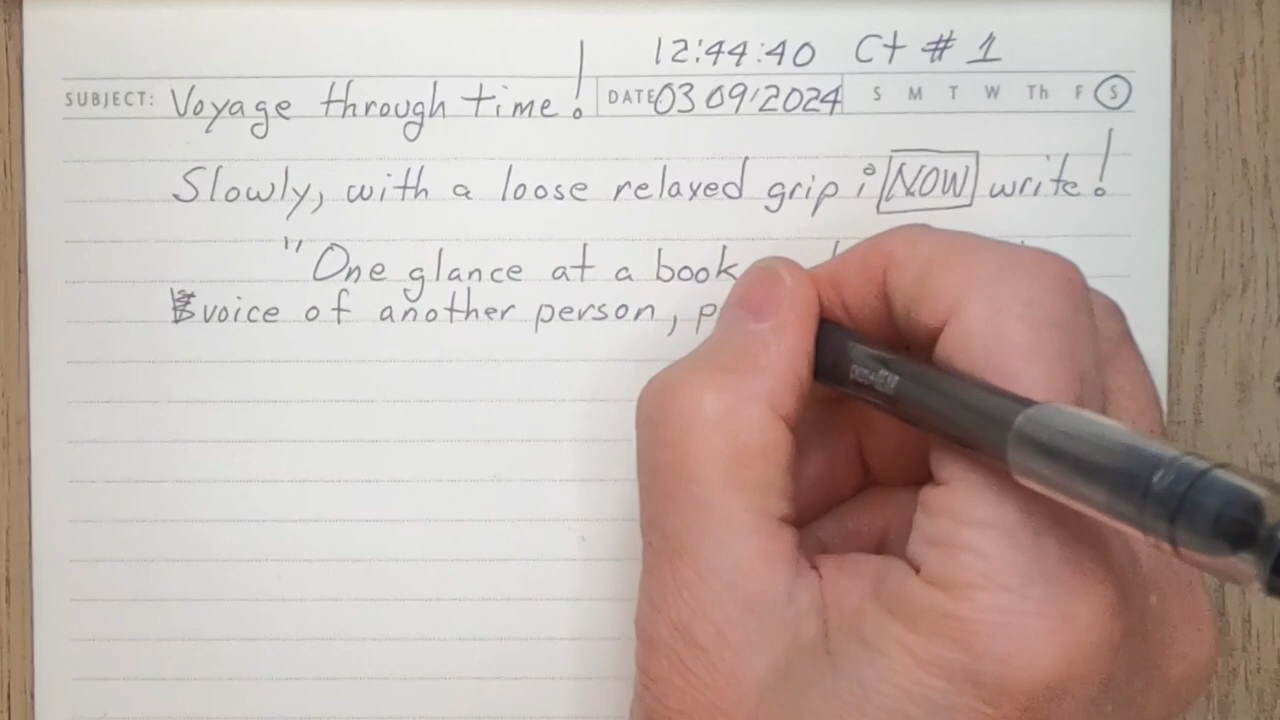 12:44:40 Ct # 1
SUBJECT: Voyage through time! DATE 03 09/2024 S M T W Th F S
Slowly, with a loose relaxed grip; NOW write!
"One glance at a book
voice of another person, p